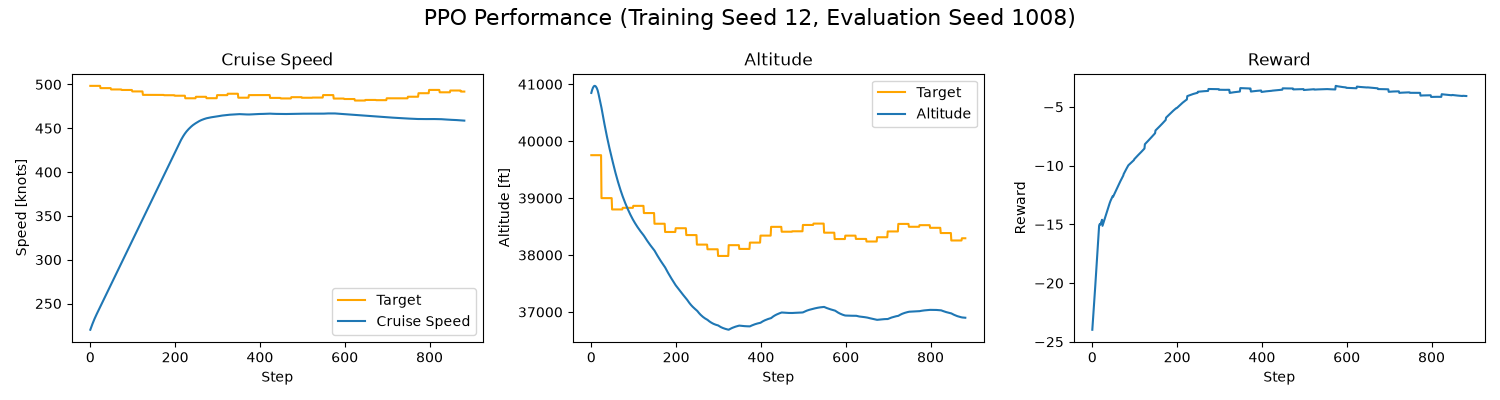 PPO Performance (Training Seed 12, Evaluation Seed 1008)
Cruise Speed
Speed [knots]
500
450
400
350
300
250
0 200 400 600 800
Step
Target
Cruise Speed
Altitude
Altitude [ft]
41000
40000
39000
38000
37000
0 200 400 600 800
Step
Target
Altitude
Reward
Reward
−5
−10
−15
−20
−25
0 200 400 600 800
Step